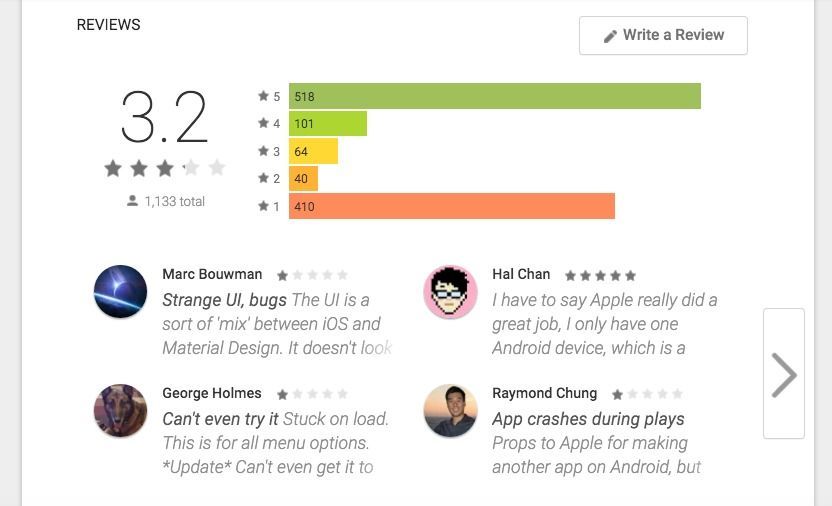 REVIEWS
Write a Review
3.2
1,133 total
5 518
4 101
3 64
2 40
1 410
Marc Bouwman
Strange UI, bugs The UI is a
sort of 'mix' between iOS and
Material Design. It doesn't look
Hal Chan
I have to say Apple really did a
great job, I only have one
Android device, which is a
George Holmes
Can't even try it Stuck on load.
This is for all menu options.
*Update* Can't even get it to
Raymond Chung
App crashes during plays
Props to Apple for making
another app on Android, but